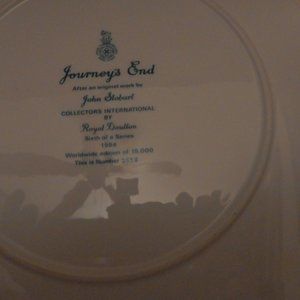 Journey's End
After an original work by
John Stobart
COLLECTORS INTERNATIONAL
BY
Royal Doulton
Sixth of a Series
Worldwide edition of 15,000
This is Number